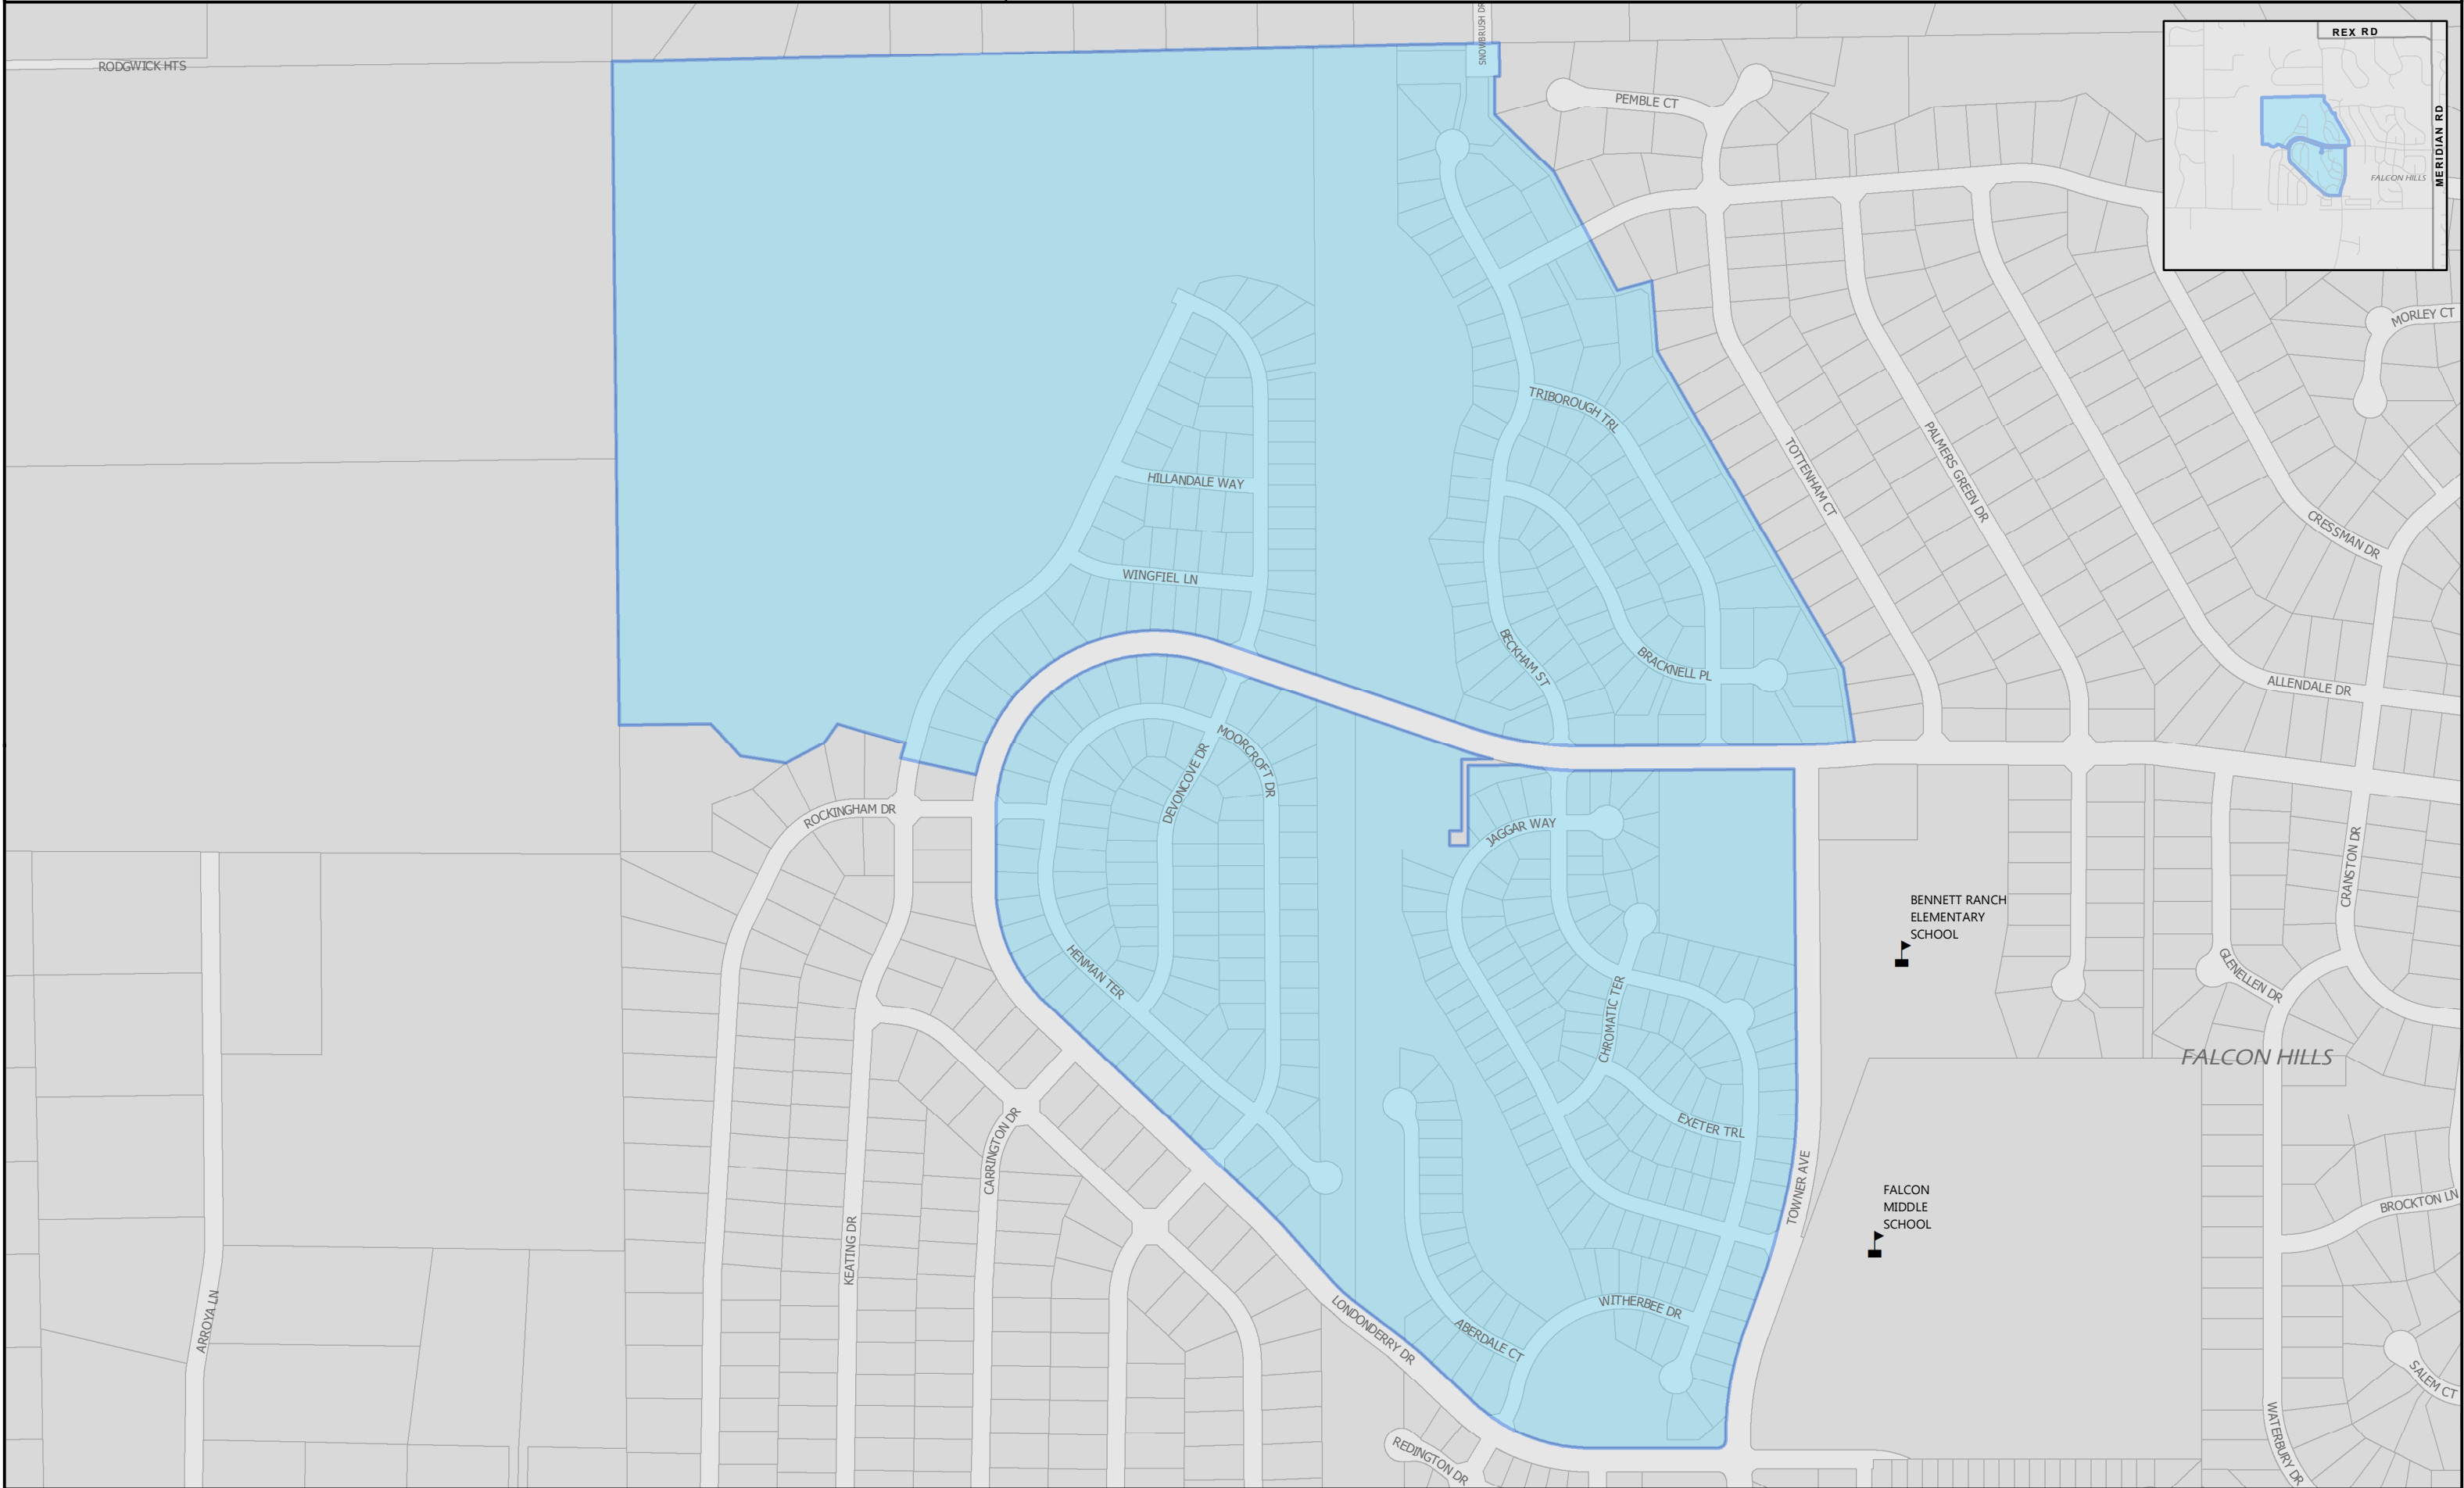 SNOWBRUSH DR
REX RD
RODGWICK HTS
PEMBLE CT
MERIDIAN RD
FALCON HILLS
MORLEY CT
TRIBOROUGH TRL
TOTTENHAM CT
PALMERS GREEN DR
HILLANDALE WAY
CRESSMAN DR
WINGFIEL LN
BECKHAM ST
BRACKNELL PL
ALLENDALE DR
MOORCROFT DR
DEVONCOVE DR
ROCKINGHAM DR
JAGGAR WAY
CRANSTON DR
BENNETT RANCH
ELEMENTARY
SCHOOL
HENMAN TER
GLENELLEN DR
CHROMATIC TER
FALCON HILLS
CARRINGTON DR
EXETER TRL
TOWNER AVE
FALCON
MIDDLE
SCHOOL
BROCKTON LN
KEATING DR
ARROYA LN
LONDONDERRY DR
WITHERBEE DR
ABERDALE CT
SALEM CT
WATERBURY DR
REDINGTON DR